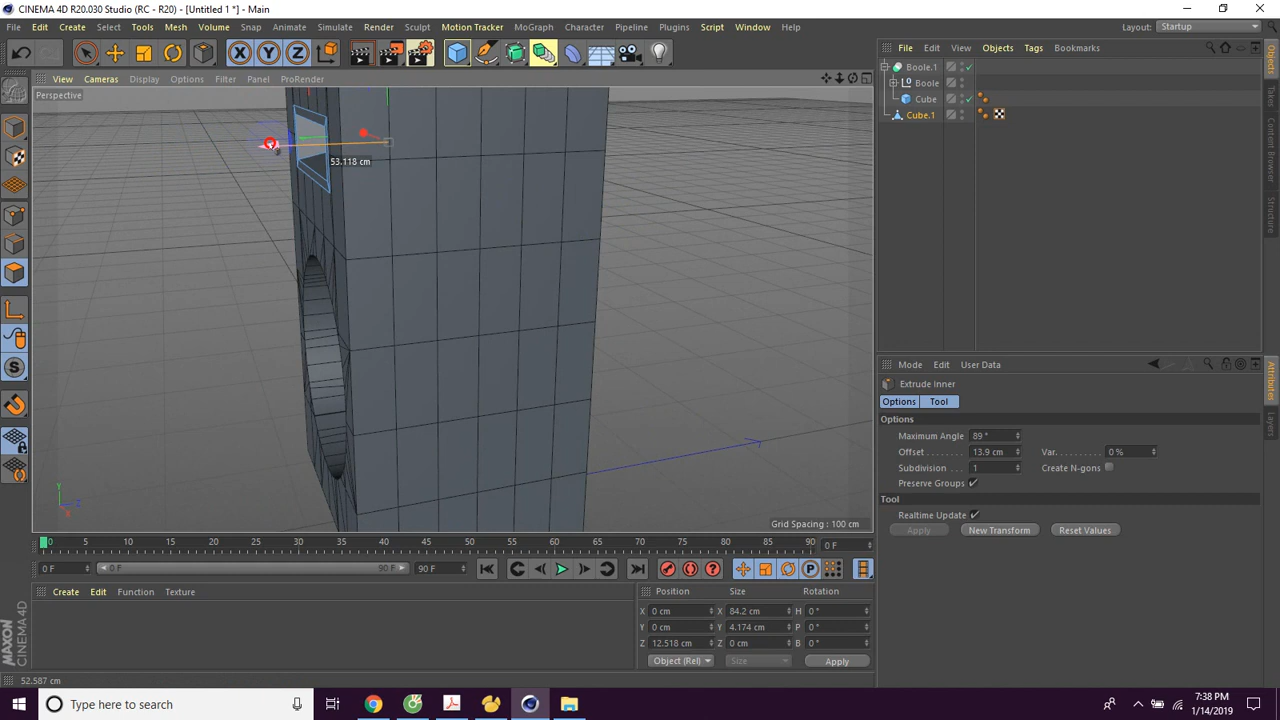 CINEMA 4D R20.030 Studio (RC - R20) - [Untitled 1 *] - Main
File Edit Create Select Tools Mesh Volume Snap Animate Simulate Render Sculpt Motion Tracker MoGraph Character Pipeline Plugins Script Window Help Layout: Startup
X Y Z
File Edit View Objects Tags Bookmarks
View Cameras Display Options Filter Panel ProRender
Perspective
Boole.1
Boole
Cube
Cube.1
53.118 cm
Objects
Takes
Content Browser
Structure
Mode Edit User Data
Extrude Inner
Options Tool
Options
Maximum Angle 89 °
Offset 13.9 cm Var. 0 %
Subdivision 1 Create N-gons
Preserve Groups
Tool
Realtime Update
Apply New Transform Reset Values
Attributes
Layers
Y
Z
X
Grid Spacing : 100 cm
0 5 10 15 20 25 30 35 40 45 50 55 60 65 70 75 80 85 90 0 F
0 F 0 F 90 F 90 F
Create Edit Function Texture
Position Size Rotation
X 0 cm X 84.2 cm H 0 °
Y 0 cm Y 4.174 cm P 0 °
Z 12.518 cm Z 0 cm B 0 °
Object (Rel) Size Apply
MAXON CINEMA 4D
52.587 cm
Type here to search
7:38 PM
1/14/2019